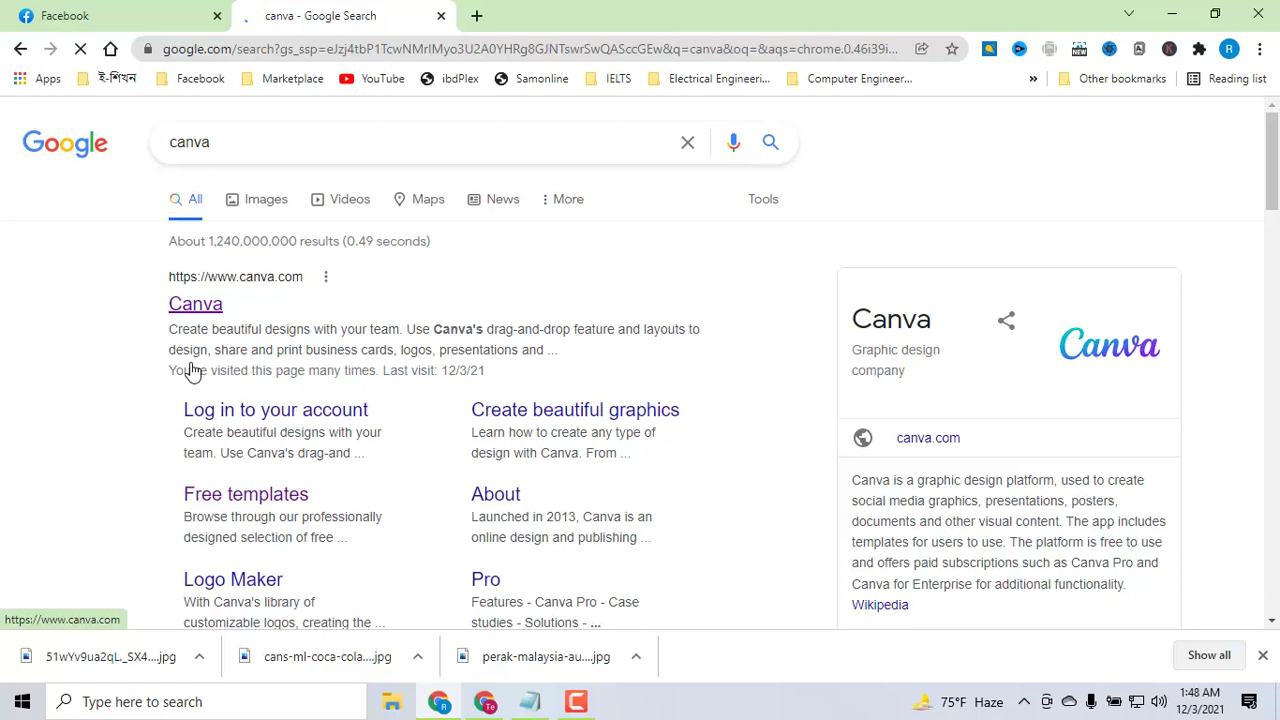 Facebook
canva - Google Search
google.com/search?gs_ssp=eJzj4tbP1TcwNMrlMyo3U2A0YHRg8GJNTswrSwQASccGEw&q=canva&oq=&aqs=chrome.0.46i39i...
NEW
K
R
Apps
ই-শিখন
Facebook
Marketplace
YouTube
ibdPlex
Samonline
IELTS
Electrical Engineeri...
Computer Engineer...
»
Other bookmarks
Reading list
Google
canva
All
Images
Videos
Maps
News
More
Tools
About 1,240,000,000 results (0.49 seconds)
https://www.canva.com
Canva
Create beautiful designs with your team. Use Canva's drag-and-drop feature and layouts to
design, share and print business cards, logos, presentations and ...
visited this page many times. Last visit: 12/3/21
Log in to your account
Create beautiful designs with your
team. Use Canva's drag-and ...
Create beautiful graphics
Learn how to create any type of
design with Canva. From ...
Free templates
Browse through our professionally
designed selection of free ...
About
Launched in 2013, Canva is an
online design and publishing ...
Logo Maker
With Canva's library of
customizable logos, creating the ...
Pro
Features - Canva Pro - Case
studies - Solutions - ...
Canva
Graphic design
company
Canva
canva.com
Canva is a graphic design platform, used to create
social media graphics, presentations, posters,
documents and other visual content. The app includes
templates for users to use. The platform is free to use
and offers paid subscriptions such as Canva Pro and
Canva for Enterprise for additional functionality.
Wikipedia
https://www.canva.com
51wYv9ua2qL._SX4....jpg
cans-ml-coca-cola....jpg
perak-malaysia-au....jpg
Show all
Type here to search
R
Te
75°F Haze
1:48 AM
12/3/2021